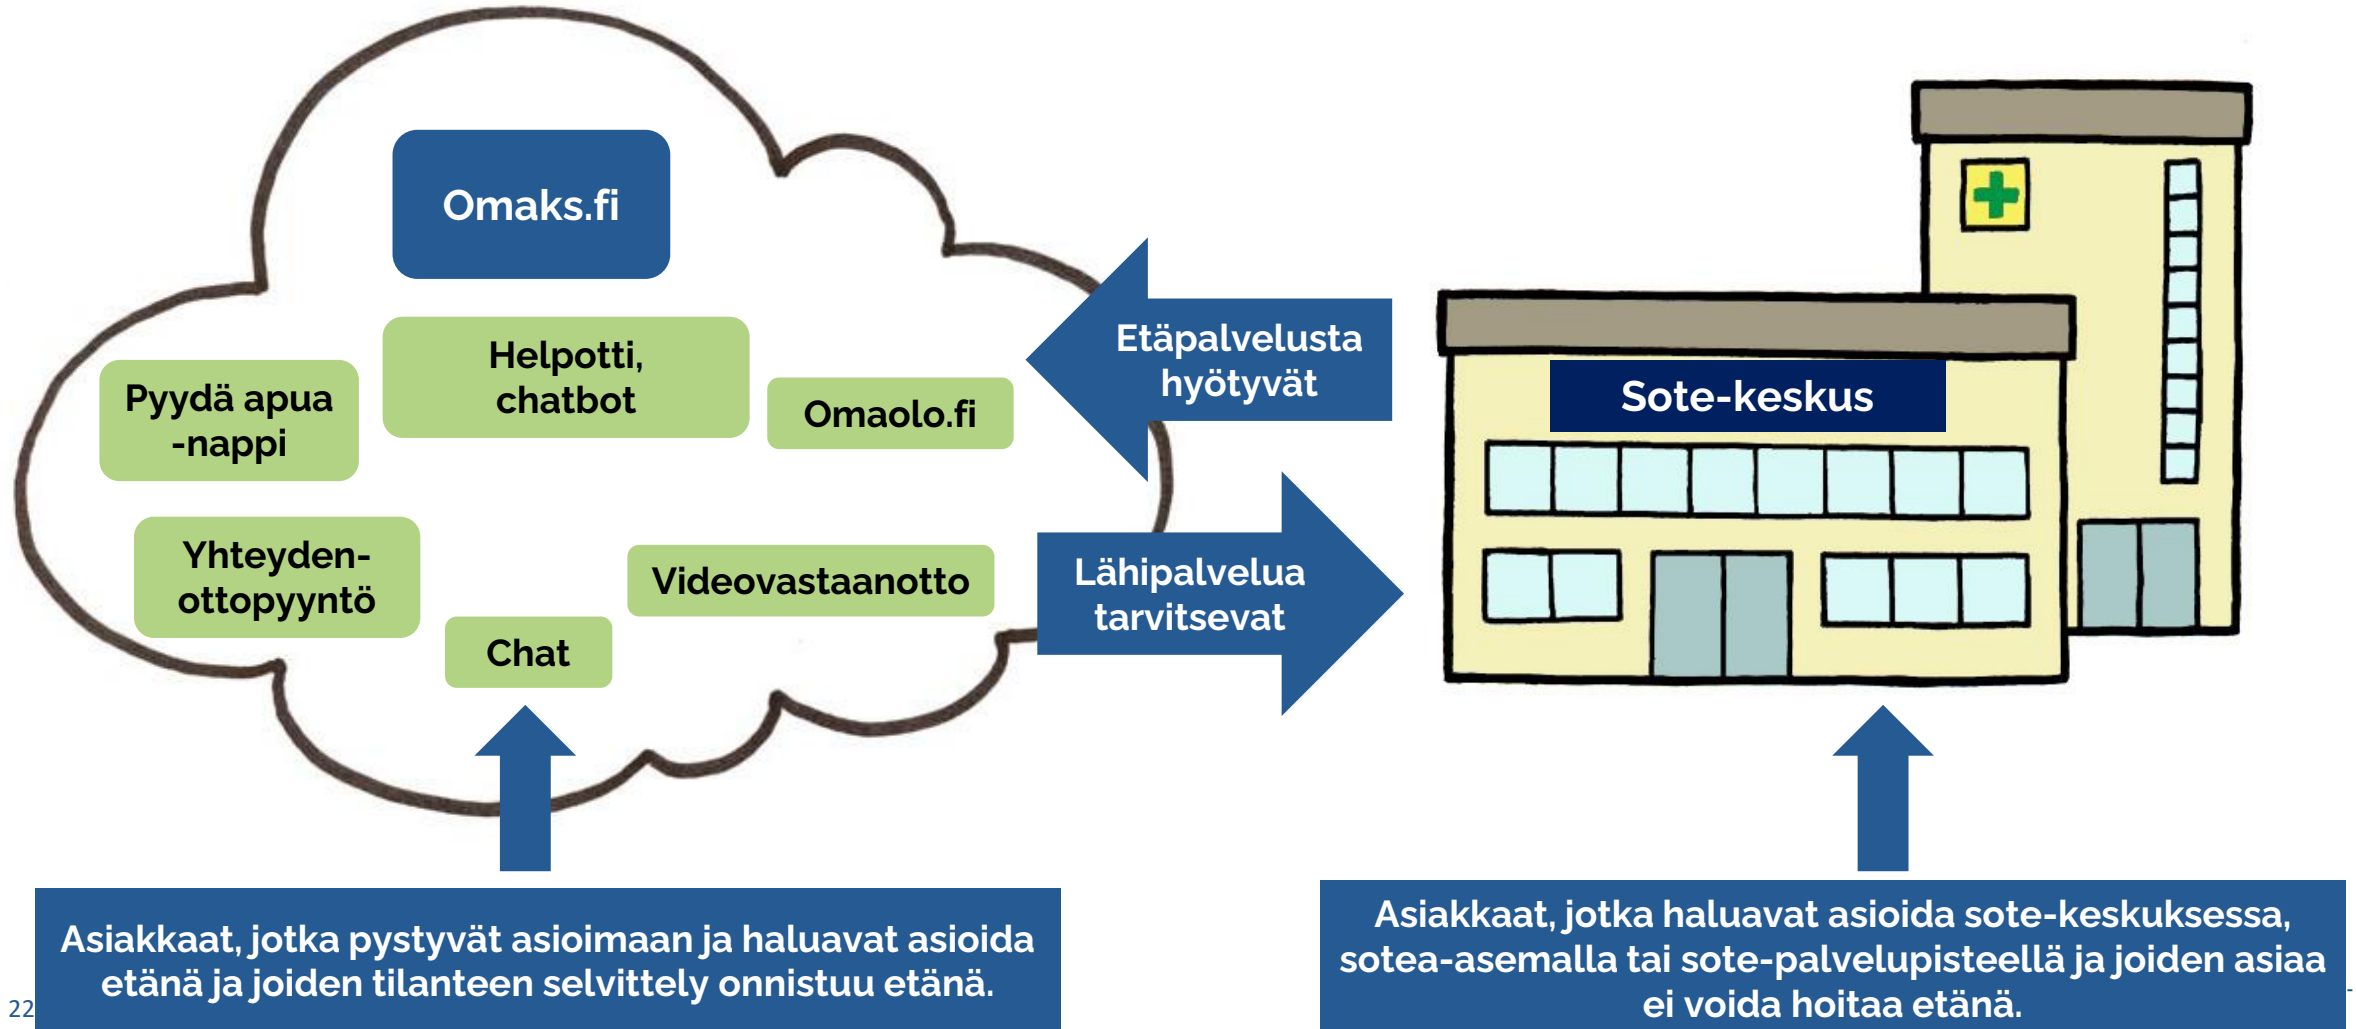 Omaks.fi
Helpotti,
chatbot
Pyydä apua
-nappi
Omaolo.fi
Yhteyden-
ottopyyntö
Videovastaanotto
Chat
Etäpalvelusta
hyötyvät
Lähipalvelua
tarvitsevat
Sote-keskus
Asiakkaat, jotka pystyvät asioimaan ja haluavat asioida
etänä ja joiden tilanteen selvittely onnistuu etänä.
Asiakkaat, jotka haluavat asioida sote-keskuksessa,
sotea-asemalla tai sote-palvelupisteellä ja joiden asiaa
ei voida hoitaa etänä.
22